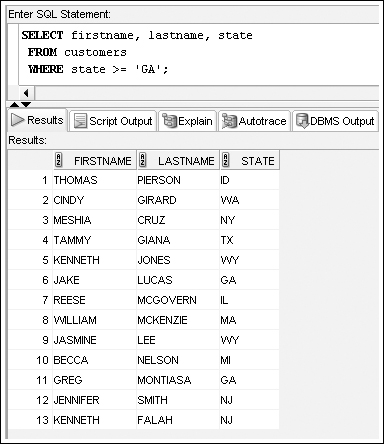 Enter SQL Statement:
SELECT firstname, lastname, state
FROM customers
WHERE state >= 'GA';
Results Script Output Explain Autotrace DBMS Output
Results:
FIRSTNAME LASTNAME STATE
1 THOMAS PIERSON ID
2 CINDY GIRARD WA
3 MESHIA CRUZ NY
4 TAMMY GIANA TX
5 KENNETH JONES WY
6 JAKE LUCAS GA
7 REESE MCGOVERN IL
8 WILLIAM MCKENZIE MA
9 JASMINE LEE WY
10 BECCA NELSON MI
11 GREG MONTIASA GA
12 JENNIFER SMITH NJ
13 KENNETH FALAH NJ